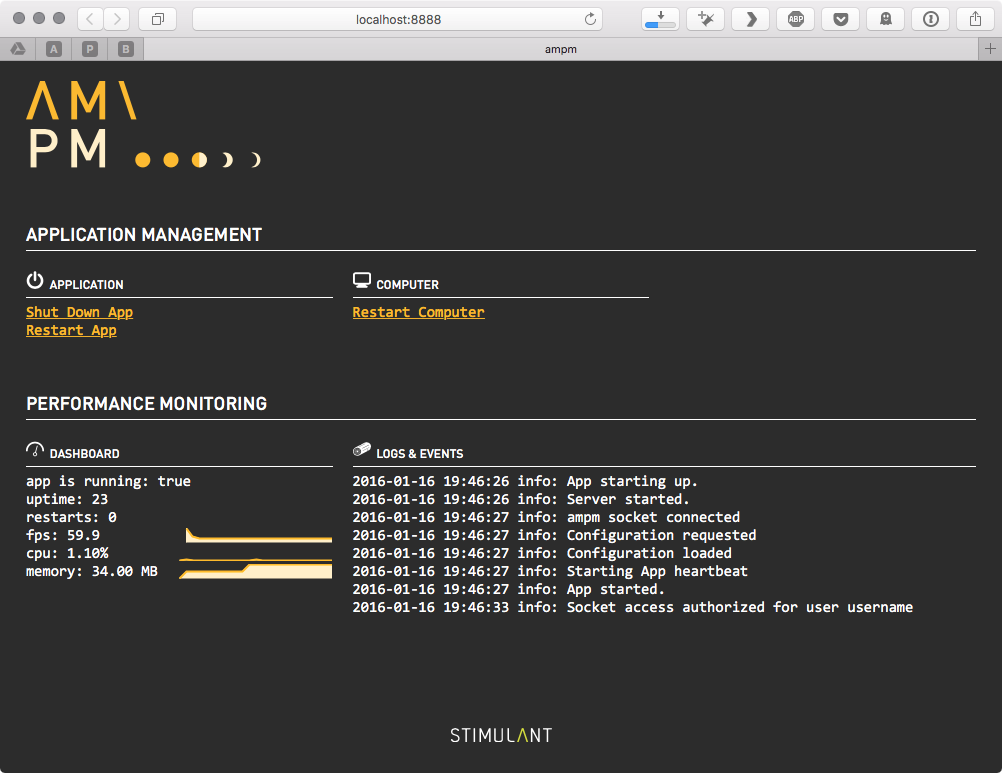 localhost:8888
ABP
A
P
B
ampm
AM
PM
APPLICATION MANAGEMENT
APPLICATION
Shut Down App
Restart App
COMPUTER
Restart Computer
PERFORMANCE MONITORING
DASHBOARD
app is running: true
uptime: 23
restarts: 0
fps: 59.9
cpu: 1.10%
memory: 34.00 MB
LOGS & EVENTS
2016-01-16 19:46:26 info: App starting up.
2016-01-16 19:46:26 info: Server started.
2016-01-16 19:46:27 info: ampm socket connected
2016-01-16 19:46:27 info: Configuration requested
2016-01-16 19:46:27 info: Configuration loaded
2016-01-16 19:46:27 info: Starting App heartbeat
2016-01-16 19:46:27 info: App started.
2016-01-16 19:46:33 info: Socket access authorized for user username
STIMULANT